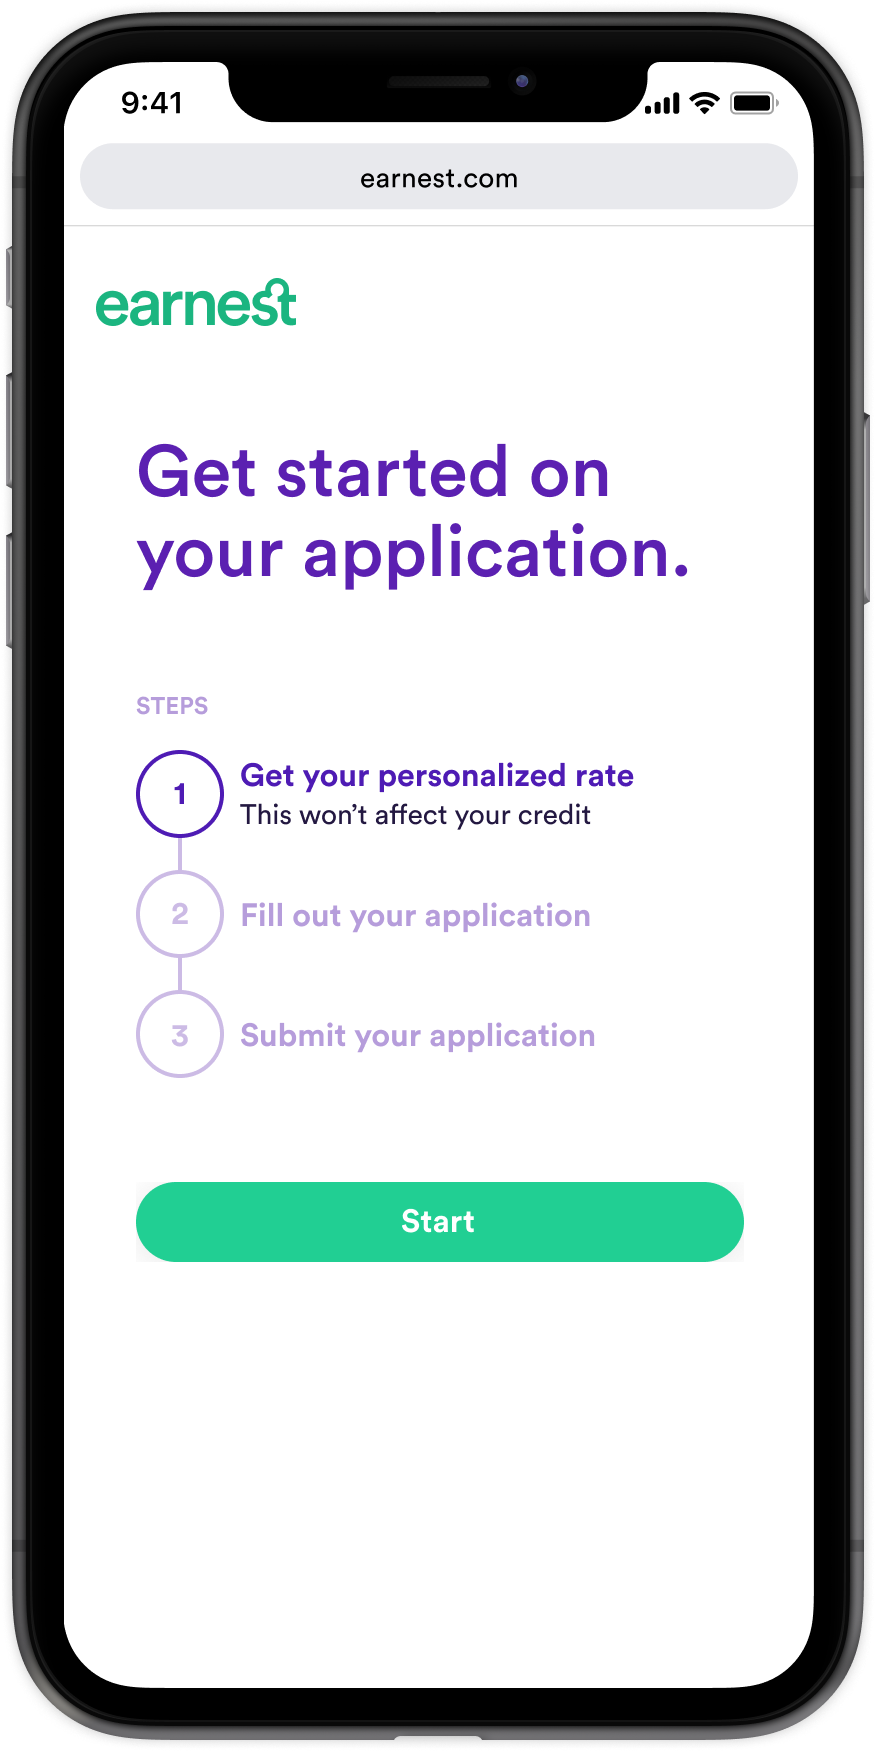 9:41
earnest.com
earnest
Get started on
your application.
STEPS
1
Get your personalized rate
This won’t affect your credit
2
Fill out your application
3
Submit your application
Start